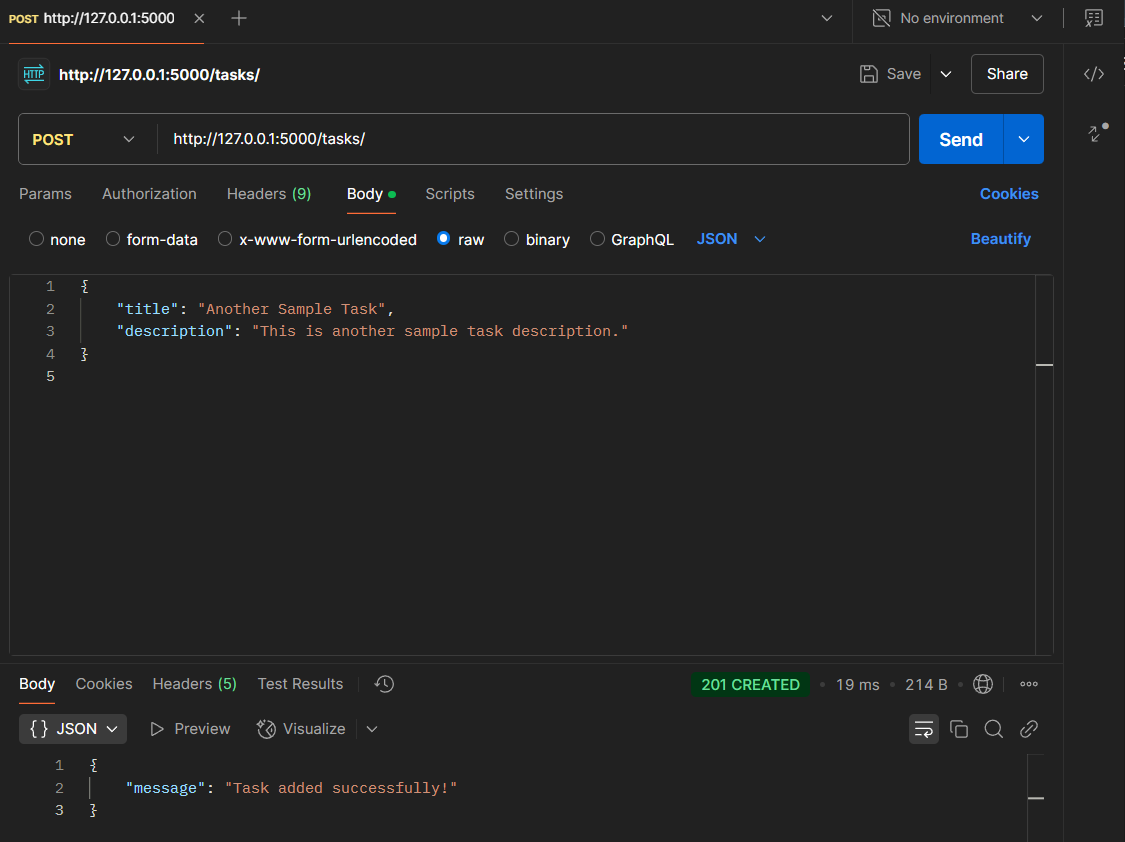 POST http://127.0.0.1:5000
No environment
HTTP http://127.0.0.1:5000/tasks/
Save
Share
POST http://127.0.0.1:5000/tasks/
Send
Params Authorization Headers (9) Body Scripts Settings Cookies
none form-data x-www-form-urlencoded raw binary GraphQL JSON Beautify
1 {
2 "title": "Another Sample Task",
3 "description": "This is another sample task description."
4 }
5
Body Cookies Headers (5) Test Results 201 CREATED 19 ms 214 B
{} JSON Preview Visualize
1 {
2 "message": "Task added successfully!"
3 }